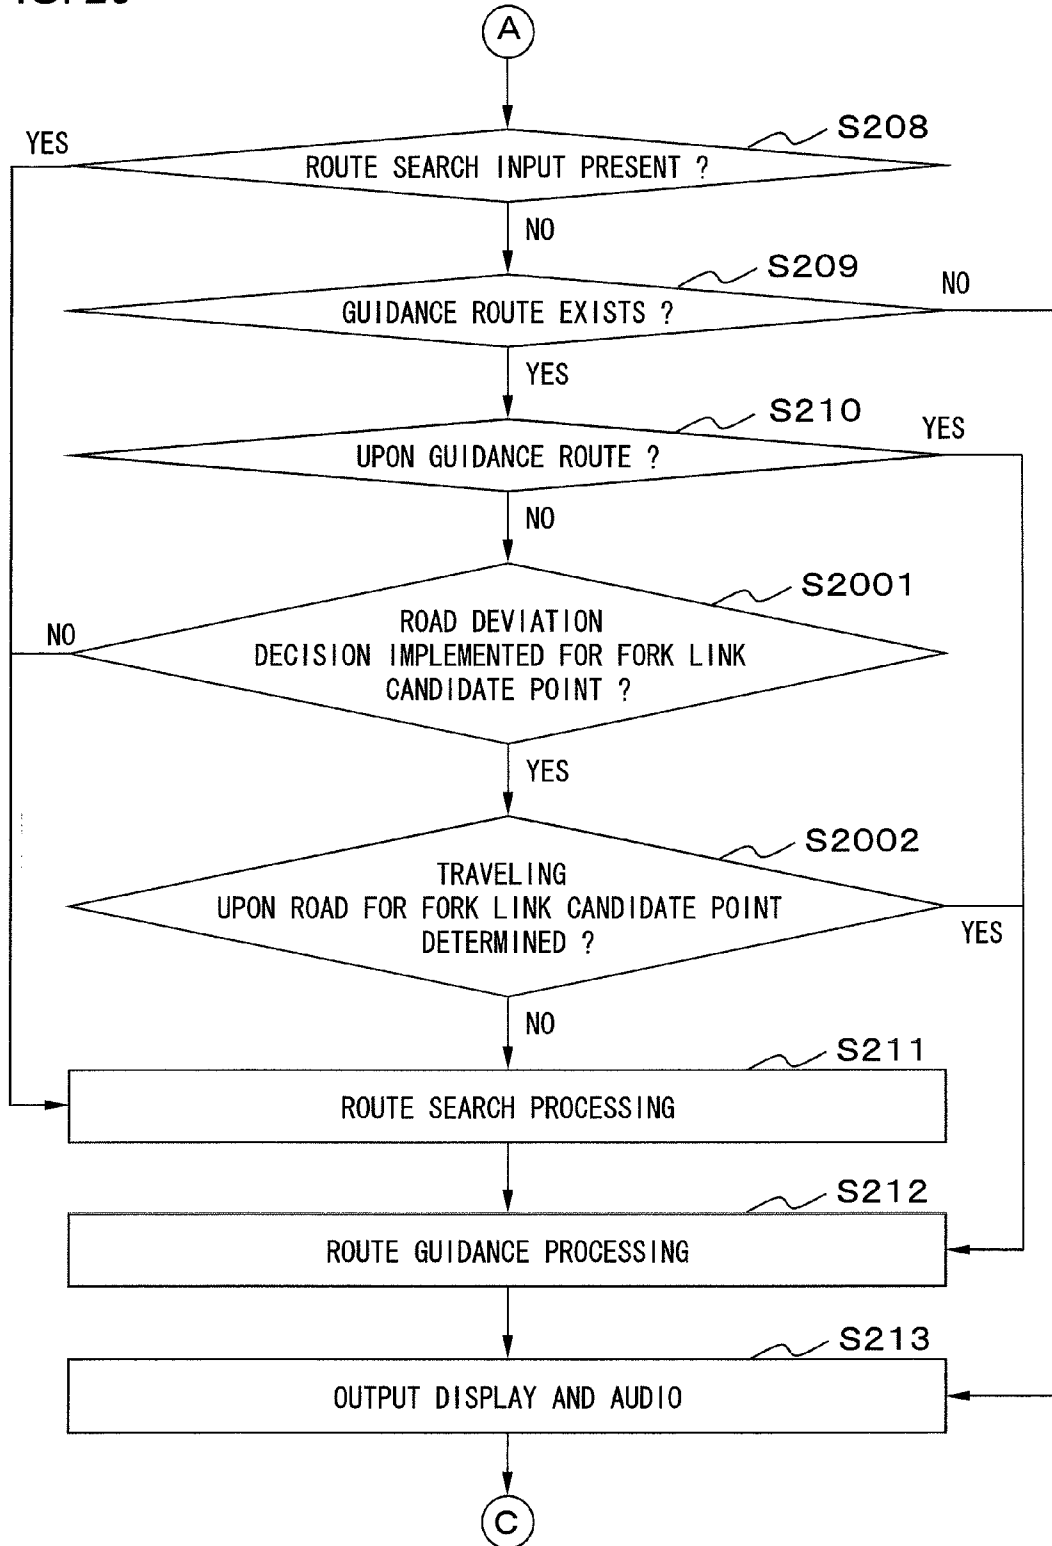 A
S208
YES
ROUTE SEARCH INPUT PRESENT ?
NO
S209
NO
GUIDANCE ROUTE EXISTS ?
YES
S210
YES
UPON GUIDANCE ROUTE ?
NO
S2001
NO
ROAD DEVIATION
DECISION IMPLEMENTED FOR FORK LINK
CANDIDATE POINT ?
YES
S2002
TRAVELING
UPON ROAD FOR FORK LINK CANDIDATE POINT
DETERMINED ?
YES
NO
S211
ROUTE SEARCH PROCESSING
S212
ROUTE GUIDANCE PROCESSING
S213
OUTPUT DISPLAY AND AUDIO
C